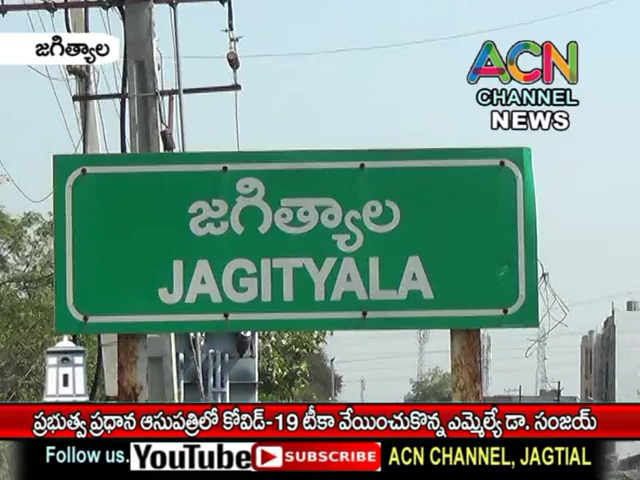 జగిత్యాల
ACN
CHANNEL
NEWS
జగిత్యాల
JAGITYALA
ప్రభుత్వ ప్రధాన ఆసుపత్రిలో కోవిడ్-19 టీకా వేయించుకొన్న ఎమ్మెల్యే డా. సంజయ్
Follow us. YouTube SUBSCRIBE ACN CHANNEL, JAGTIAL